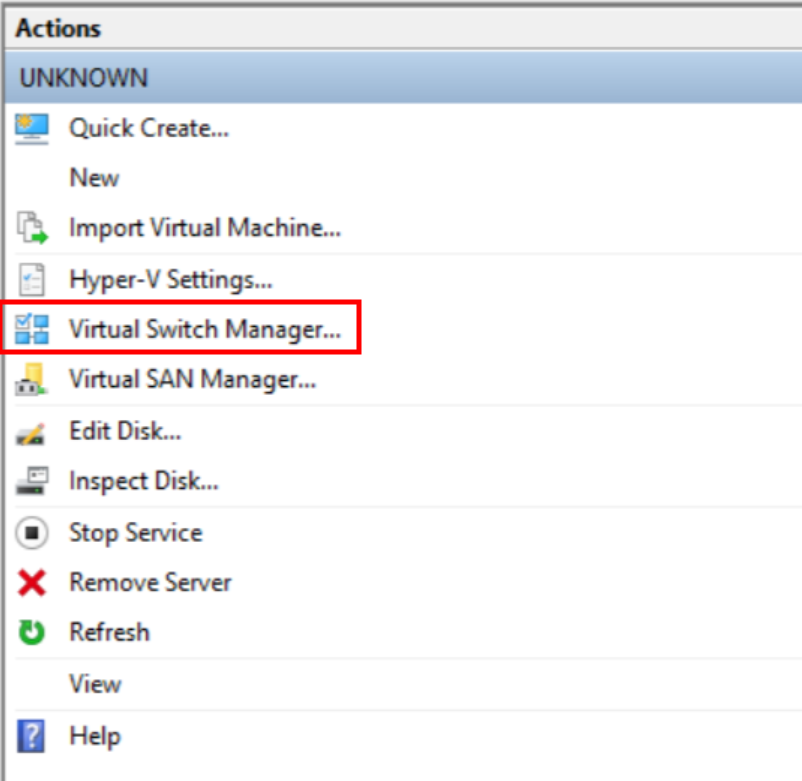 Actions
UNKNOWN
Quick Create...
New
Import Virtual Machine...
Hyper-V Settings...
Virtual Switch Manager...
Virtual SAN Manager...
Edit Disk...
Inspect Disk...
Stop Service
Remove Server
Refresh
View
Help